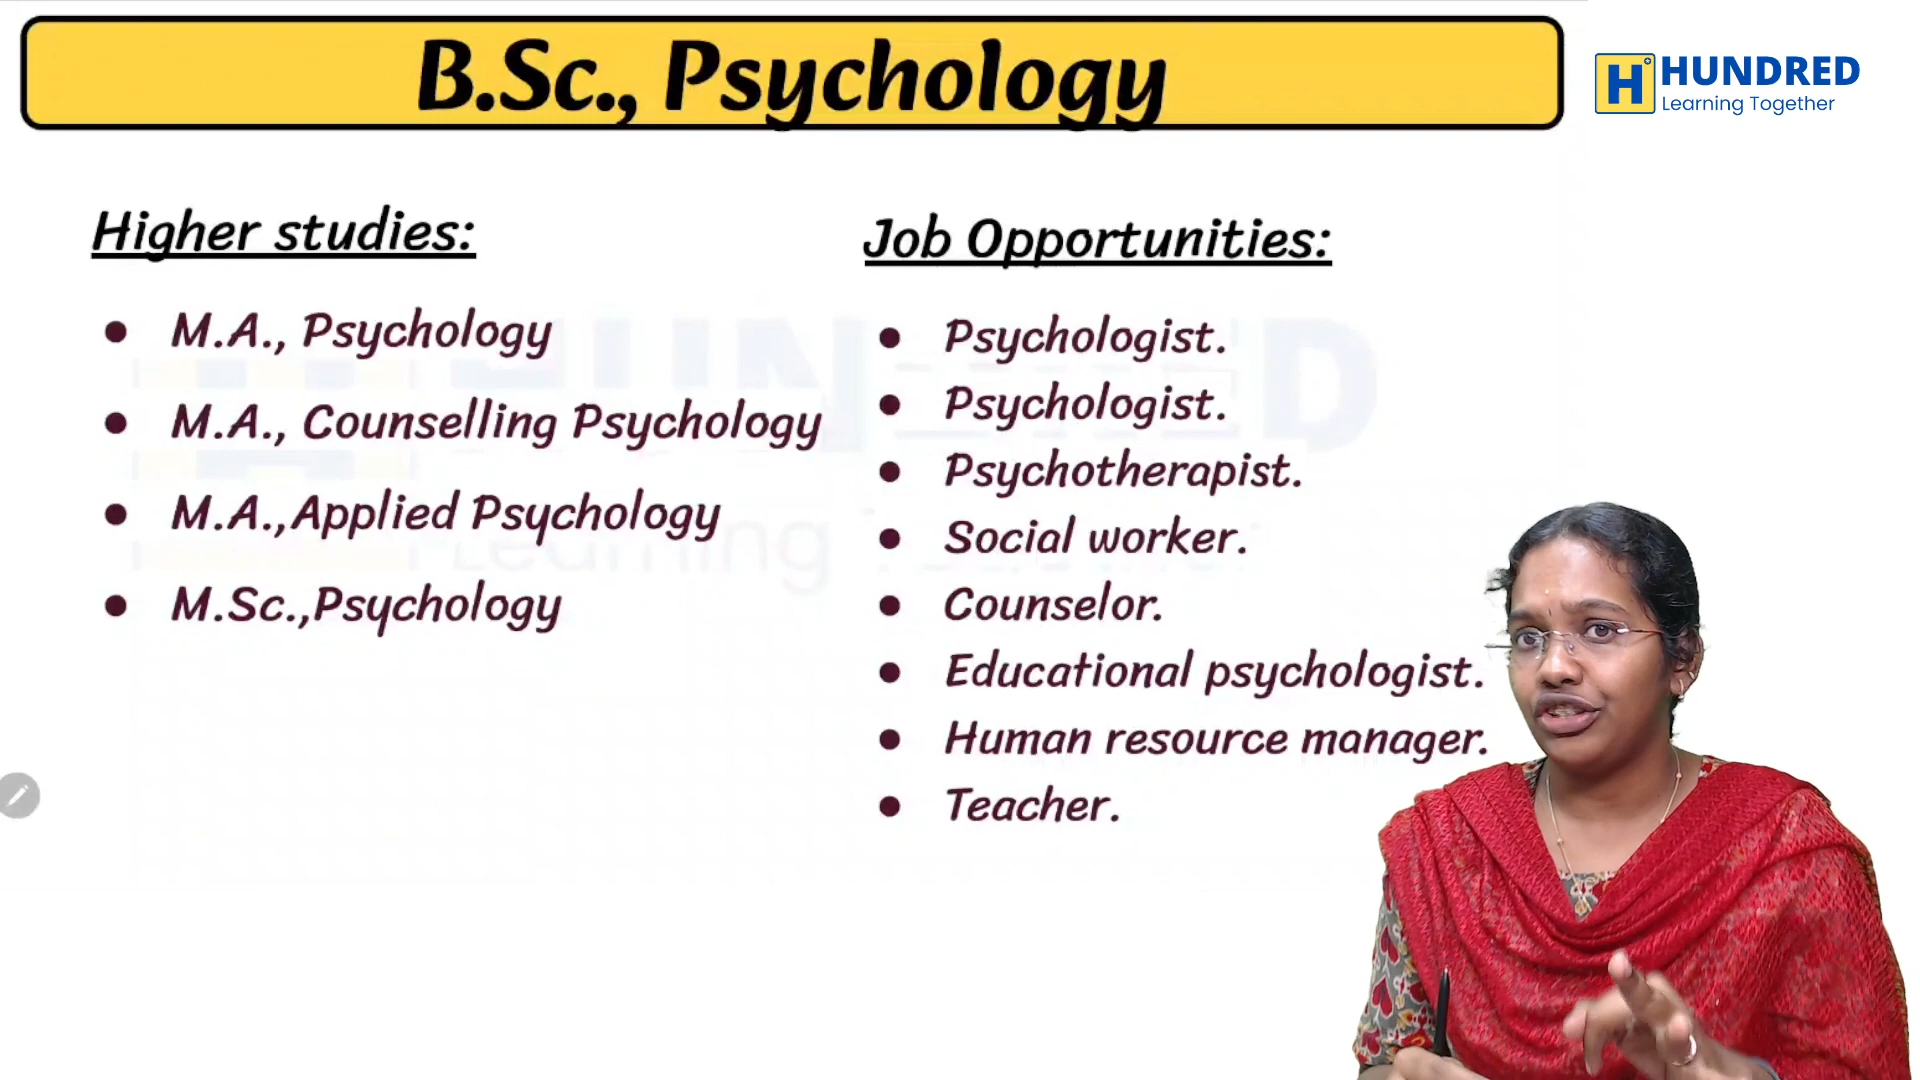 B.Sc., Psychology
H° HUNDRED
Learning Together
Higher studies:
● M.A., Psychology
● M.A., Counselling Psychology
● M.A.,Applied Psychology
● M.Sc.,Psychology
Job Opportunities:
● Psychologist.
● Psychologist.
● Psychotherapist.
● Social worker.
● Counselor.
● Educational psychologist.
● Human resource manager.
● Teacher.